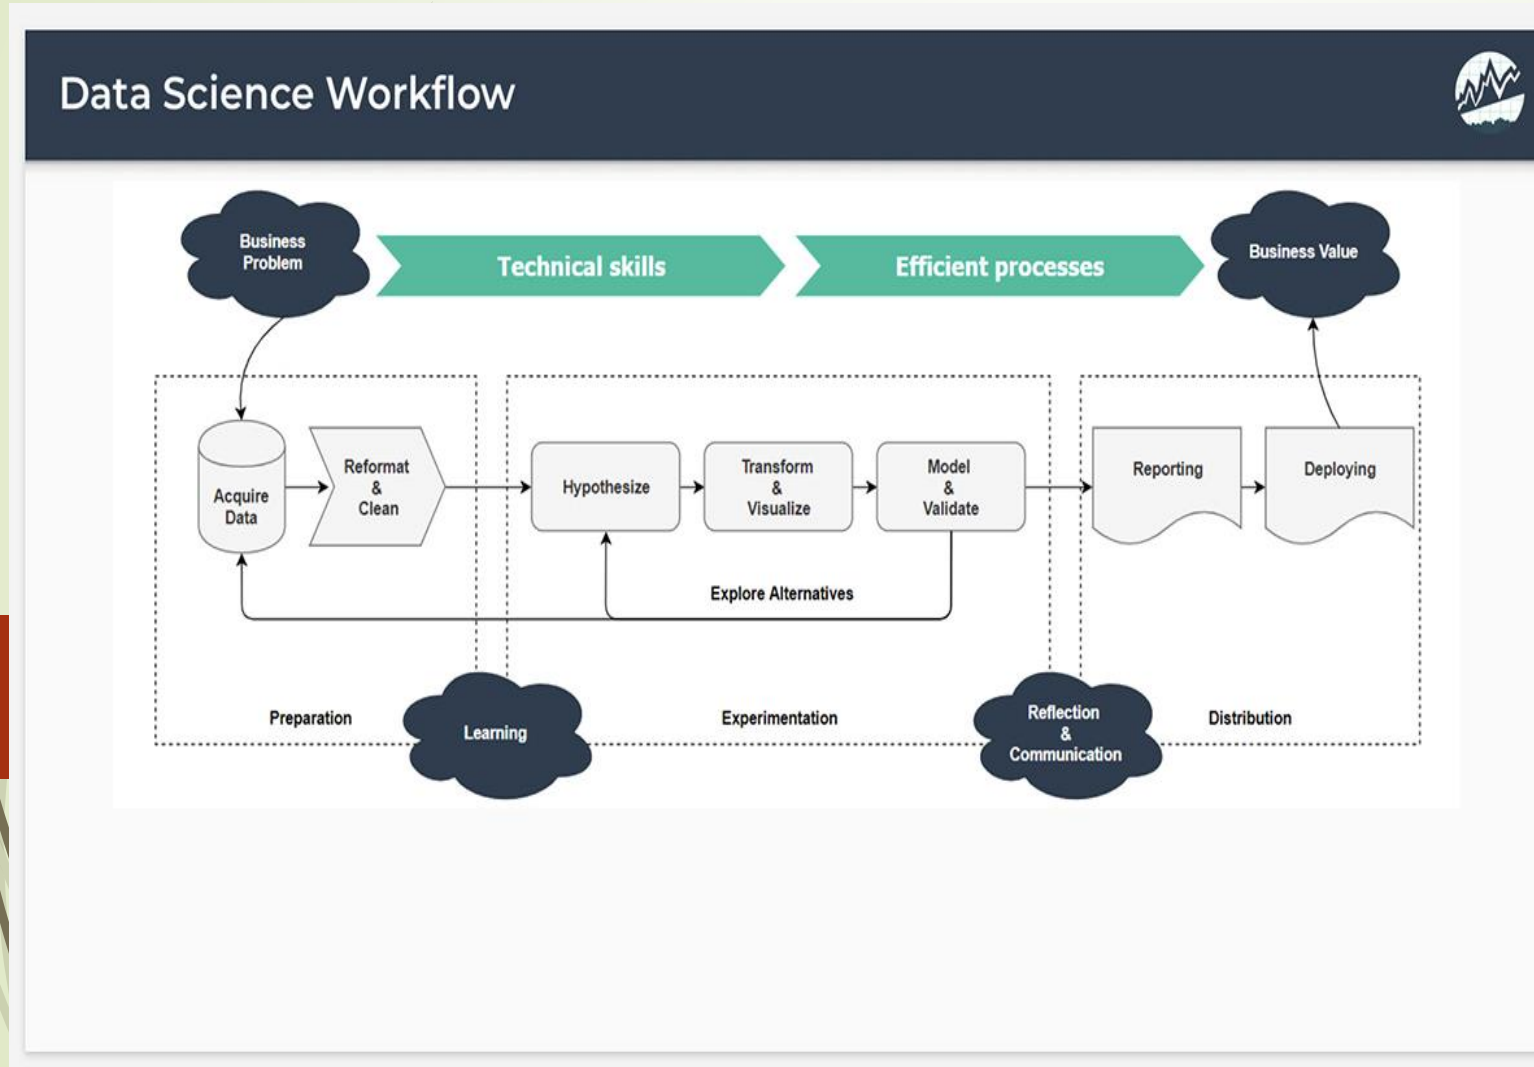 Data Science Workflow
Business
Problem
Technical skills
Efficient processes
Business Value
Acquire
Data
Reformat
&
Clean
Hypothesize
Transform
&
Visualize
Model
&
Validate
Reporting
Deploying
Explore Alternatives
Preparation
Learning
Experimentation
Reflection
&
Communication
Distribution